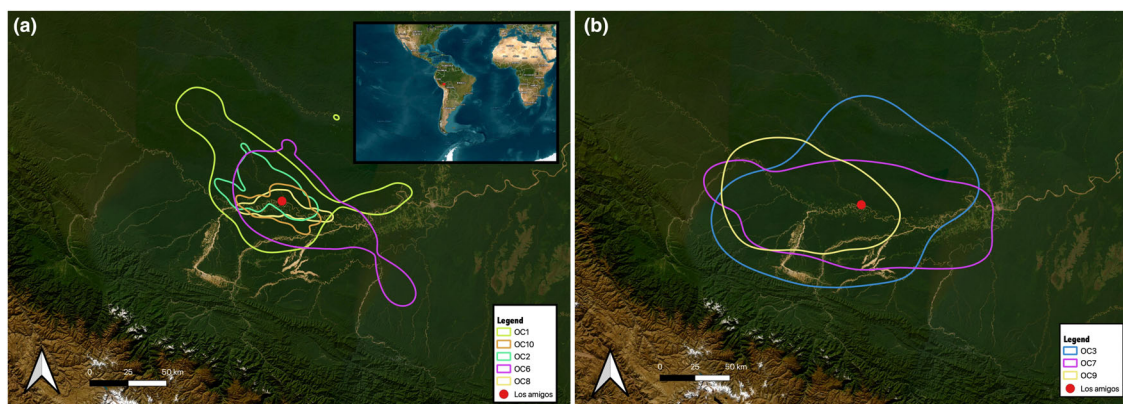 (a)
Legend
OC1
OC10
OC2
OC6
OC8
Los amigos
0 25 50 km
(b)
Legend
OC3
OC7
OC9
Los amigos
0 25 50 km